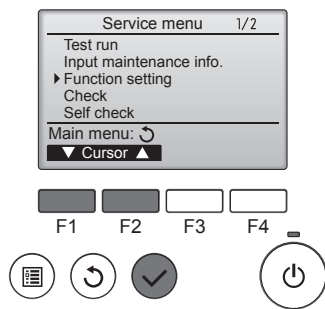 Service menu 1/2
Test run
Input maintenance info.
Function setting
Check
Self check
Main menu:
▼ Cursor ▲
F1 F2 F3 F4